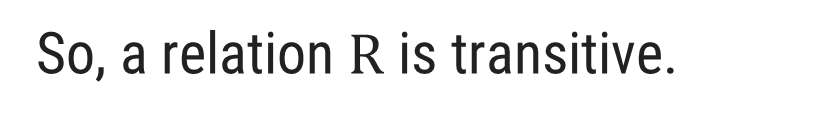 So, a relation R is transitive.